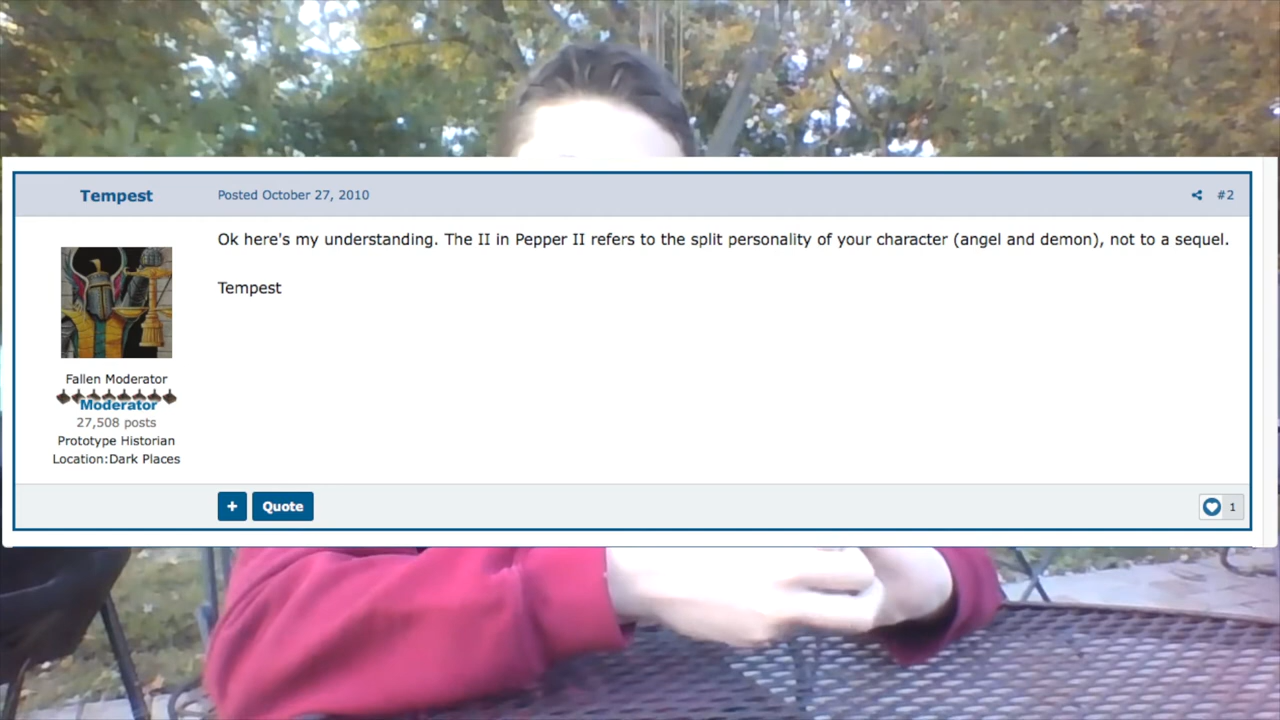 Tempest
Posted October 27, 2010
#2
Ok here's my understanding. The II in Pepper II refers to the split personality of your character (angel and demon), not to a sequel.
Tempest
Fallen Moderator
Moderator
27,508 posts
Prototype Historian
Location:Dark Places
+ Quote
1